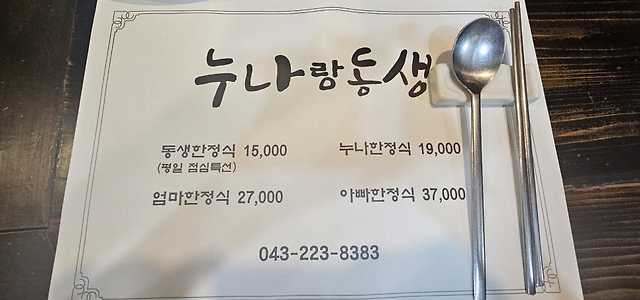 누나랑동생
동생한정식 15,000 누나한정식 19,000
(평일 점심특선)
엄마한정식 27,000 아빠한정식 37,000
043-223-8383